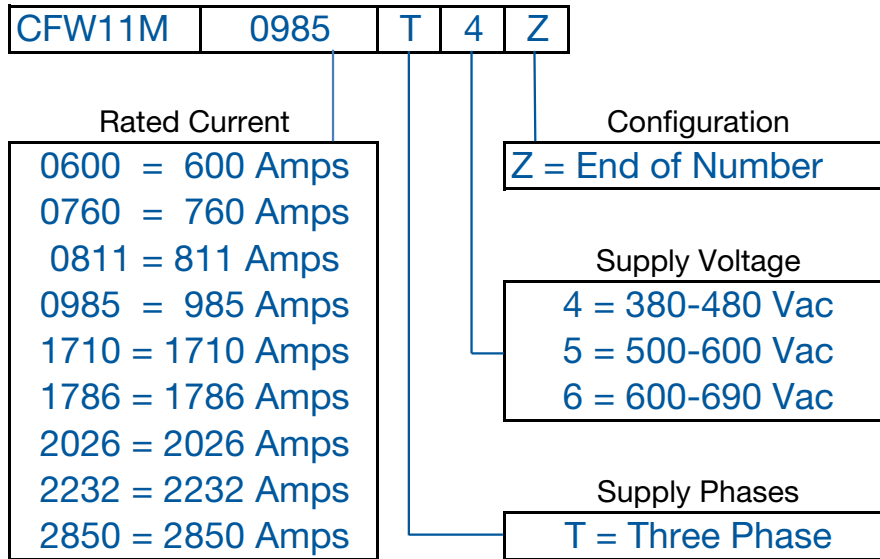 CFW11M 0985 T 4 Z
Rated Current
0600 = 600 Amps
0760 = 760 Amps
0811 = 811 Amps
0985 = 985 Amps
1710 = 1710 Amps
1786 = 1786 Amps
2026 = 2026 Amps
2232 = 2232 Amps
2850 = 2850 Amps
Configuration
Z = End of Number
Supply Voltage
4 = 380-480 Vac
5 = 500-600 Vac
6 = 600-690 Vac
Supply Phases
T = Three Phase